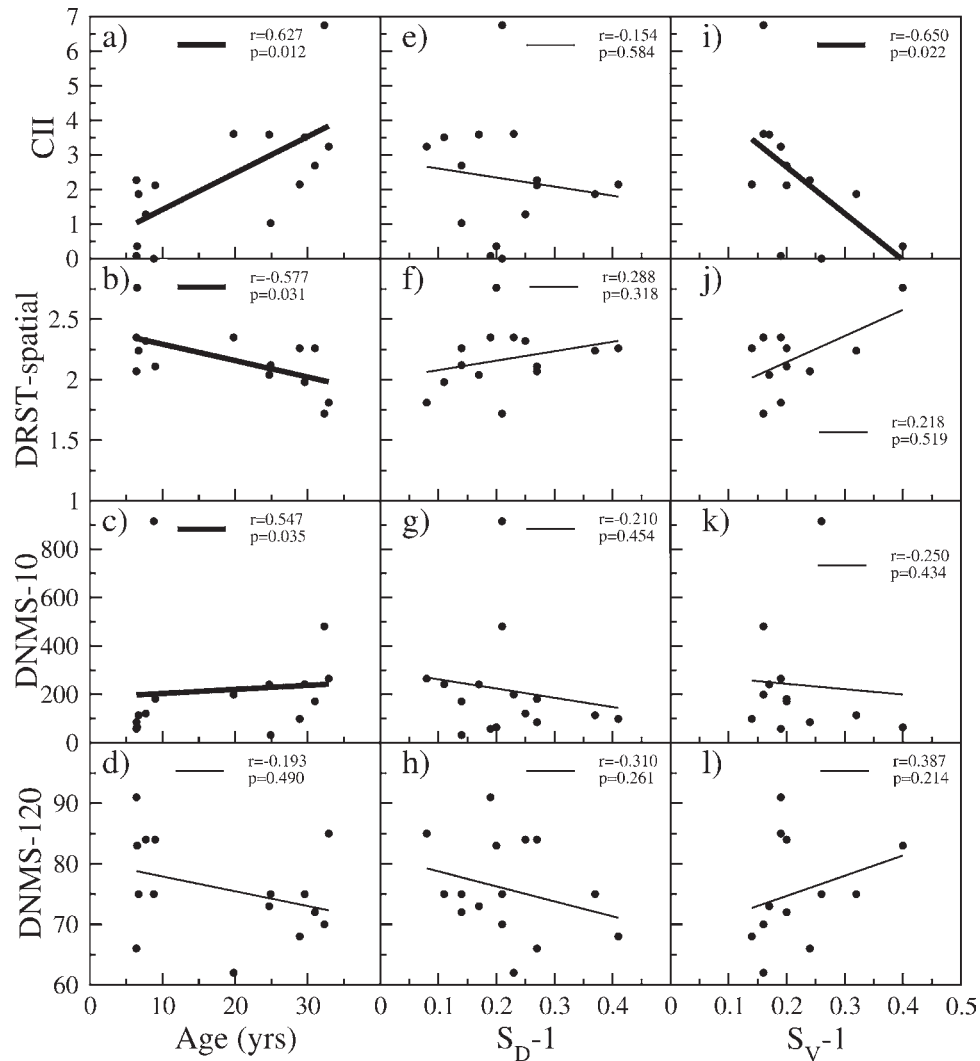 a)
r=0.627
p=0.012
e)
r=-0.154
p=0.584
i)
r=-0.650
p=0.022
7
6
5
4
3
2
1
0
CII
b)
r=-0.577
p=0.031
f)
r=0.288
p=0.318
j)
r=0.218
p=0.519
2.5
2
1.5
1
DRST-spatial
c)
r=0.547
p=0.035
g)
r=-0.210
p=0.454
k)
r=-0.250
p=0.434
800
600
400
200
0
DNMS-10
d)
r=-0.193
p=0.490
h)
r=-0.310
p=0.261
l)
r=0.387
p=0.214
90
80
70
60
DNMS-120
0 10 20 30 0 0.1 0.2 0.3 0.4 0 0.1 0.2 0.3 0.4 0.5
Age (yrs) S_D-1 S_V-1